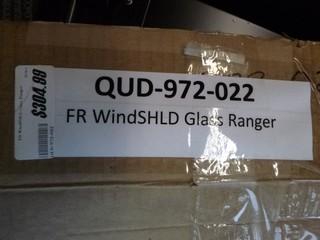 $304.99
QUD-972-022
FR WindSHLD Glass Ranger